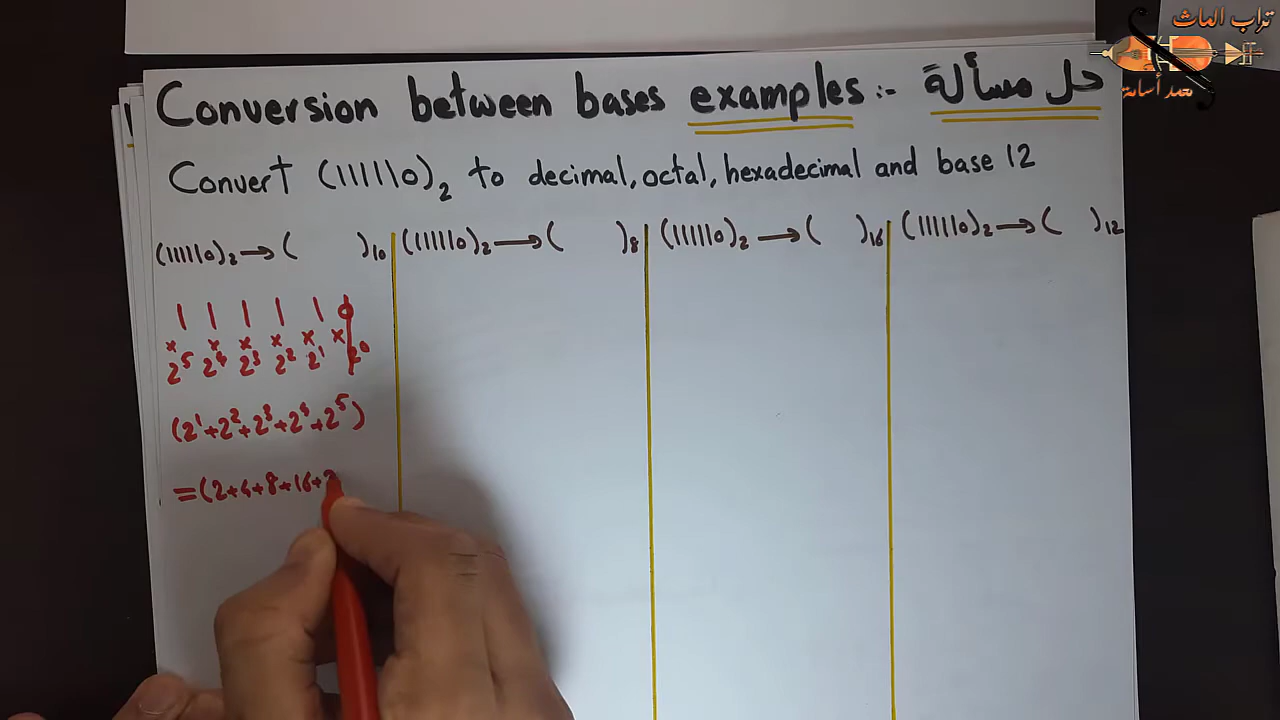 تراب الماث
محمد أسامة
Conversion between bases examples :- حل مسألة
Convert (111110)₂ to decimal, octal, hexadecimal and base 12
(111110)₂ → ( )₁₀
1 1 1 1 1 0
x x x x x x
2⁵ 2⁴ 2³ 2² 2¹ 2⁰
(2¹+2²+2³+2⁴+2⁵)
=(2+4+8+16+
(111110)₂ → ( )₈
(111110)₂ → ( )₁₆
(111110)₂ → ( )₁₂